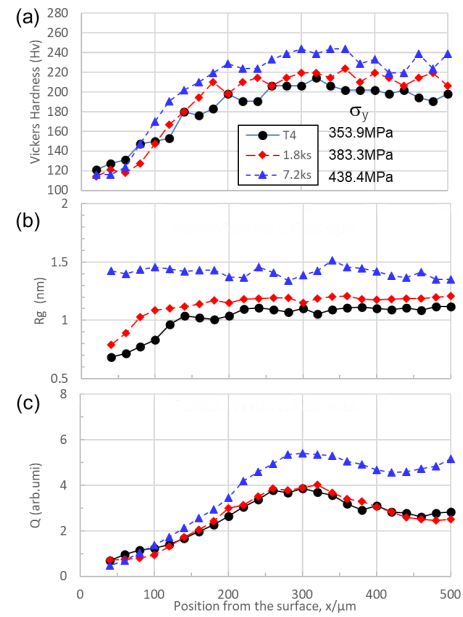 (a)
280
260
240
220
200
180
160
140
120
100
Vickers Hardness (Hv)
σy
T4 353.9MPa
1.8ks 383.3MPa
7.2ks 438.4MPa
(b)
2
1.5
1
0.5
Rg (nm)
(c)
8
6
4
2
0
Q (arb.umi)
0 100 200 300 400 500
Position from the surface, x/μm